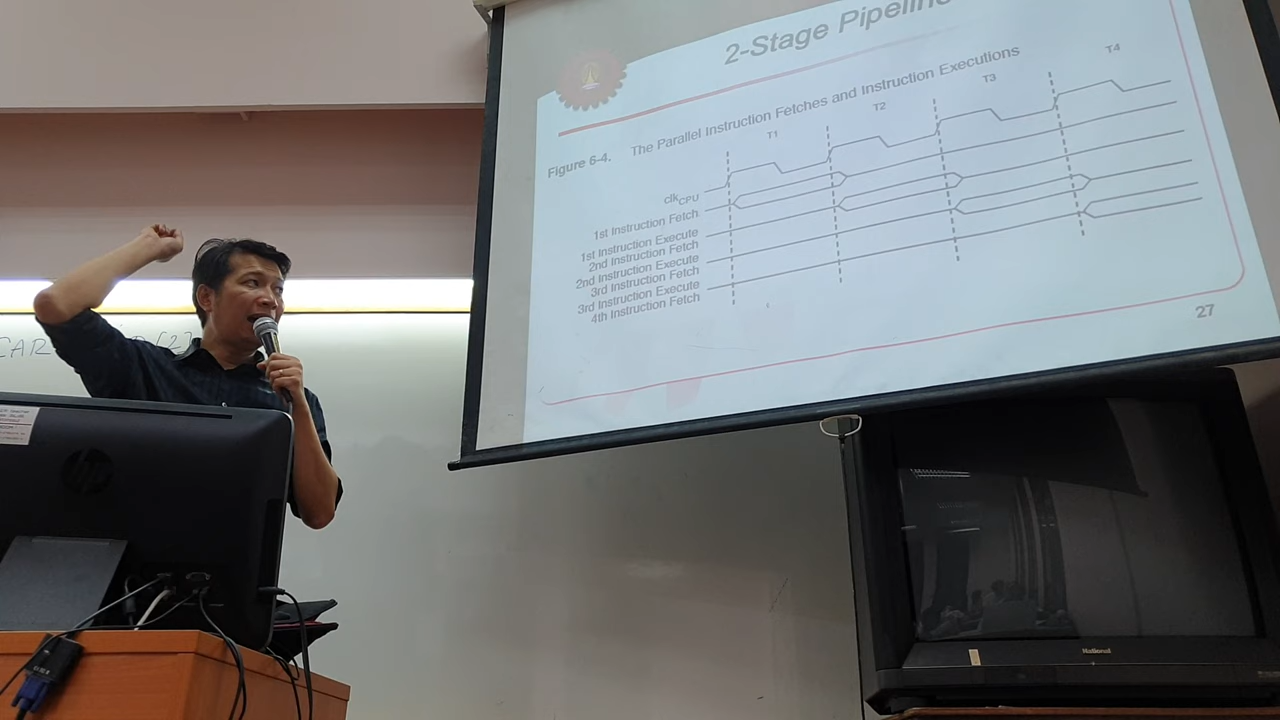 2-Stage Pipeline
Figure 6-4. The Parallel Instruction Fetches and Instruction Executions
T1
T2
T3
T4
clkCPU
1st Instruction Fetch
1st Instruction Execute
2nd Instruction Fetch
2nd Instruction Execute
3rd Instruction Fetch
3rd Instruction Execute
4th Instruction Fetch
27
hp
National